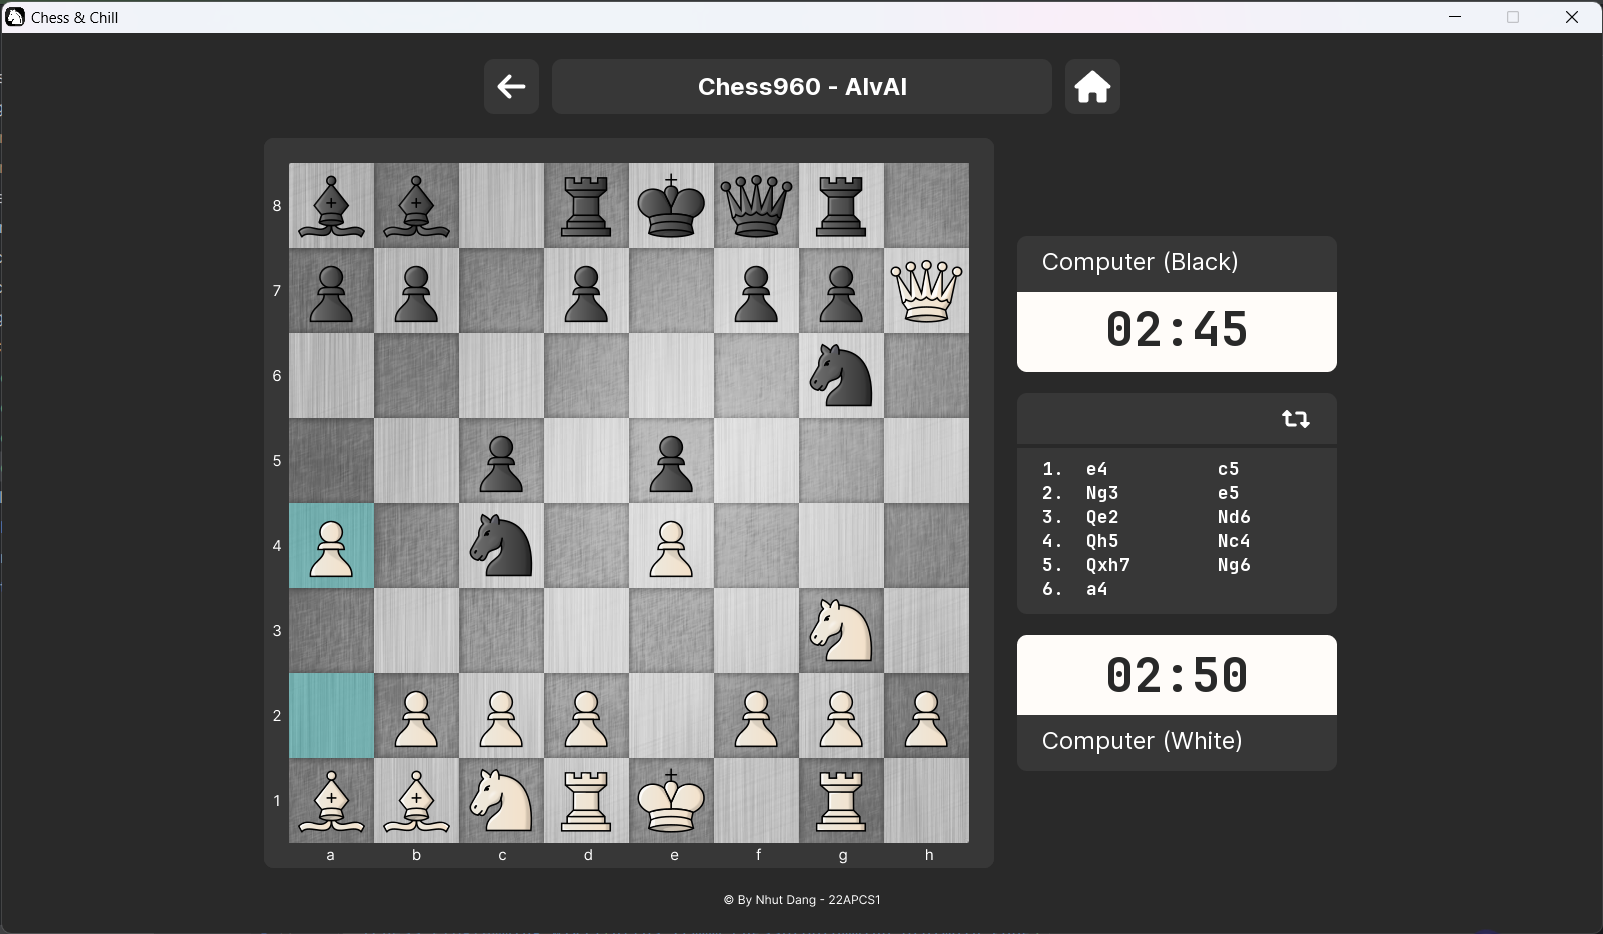 Chess & Chill
Chess960 - AIvAI
8
7
6
5
4
3
2
1
a b c d e f g h
Computer (Black)
02:45
1. e4 c5
2. Ng3 e5
3. Qe2 Nd6
4. Qh5 Nc4
5. Qxh7 Ng6
6. a4
02:50
Computer (White)
© By Nhut Dang - 22APCS1